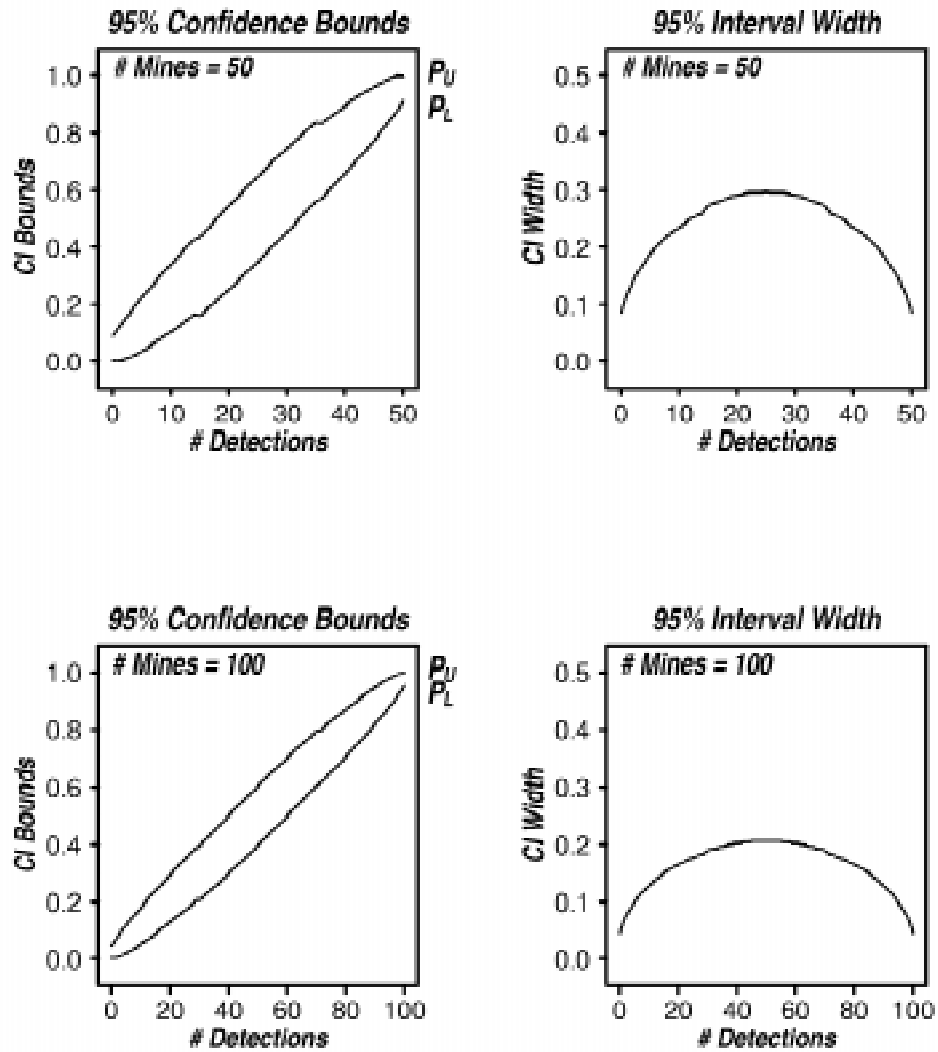 95% Confidence Bounds
# Mines = 50
CI Bounds
1.0
0.8
0.6
0.4
0.2
0.0
0 10 20 30 40 50
# Detections
PU
PL
95% Interval Width
# Mines = 50
CI Width
0.5
0.4
0.3
0.2
0.1
0.0
0 10 20 30 40 50
# Detections
95% Confidence Bounds
# Mines = 100
CI Bounds
1.0
0.8
0.6
0.4
0.2
0.0
0 20 40 60 80 100
# Detections
PU
PL
95% Interval Width
# Mines = 100
CI Width
0.5
0.4
0.3
0.2
0.1
0.0
0 20 40 60 80 100
# Detections